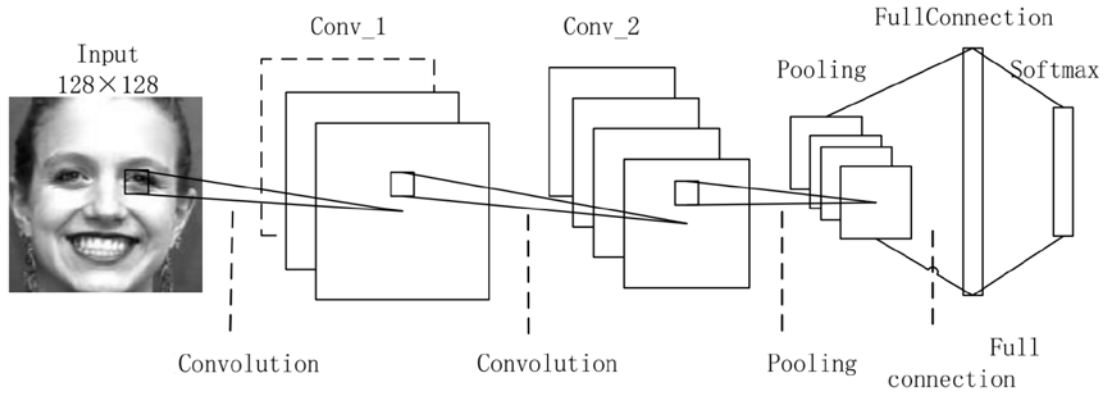 Input
128×128
Conv_1
Conv_2
FullConnection
Pooling
Softmax
Convolution
Convolution
Pooling
Full
connection